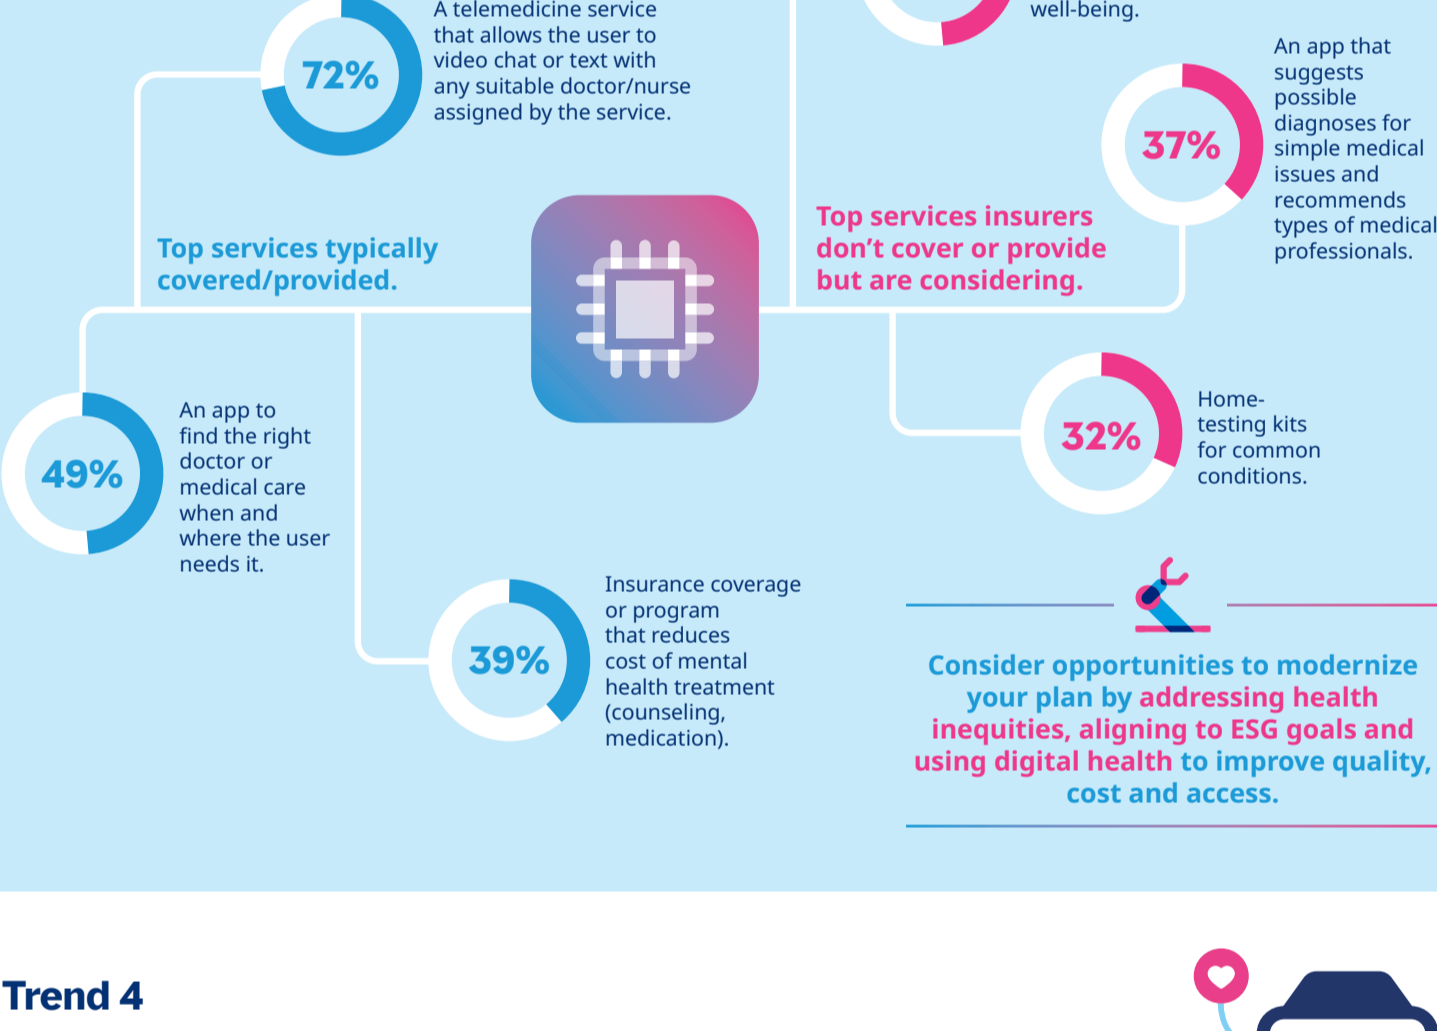 72%
A telemedicine service
that allows the user to
video chat or text with
any suitable doctor/nurse
assigned by the service.
Top services typically
covered/provided.
49%
An app to
find the right
doctor or
medical care
when and
where the user
needs it.
39%
Insurance coverage
or program
that reduces
cost of mental
health treatment
(counseling,
medication).
well-being.
37%
An app that
suggests
possible
diagnoses for
simple medical
issues and
recommends
types of medical
professionals.
Top services insurers
don’t cover or provide
but are considering.
32%
Home-
testing kits
for common
conditions.
Consider opportunities to modernize
your plan by addressing health
inequities, aligning to ESG goals and
using digital health to improve quality,
cost and access.
Trend 4